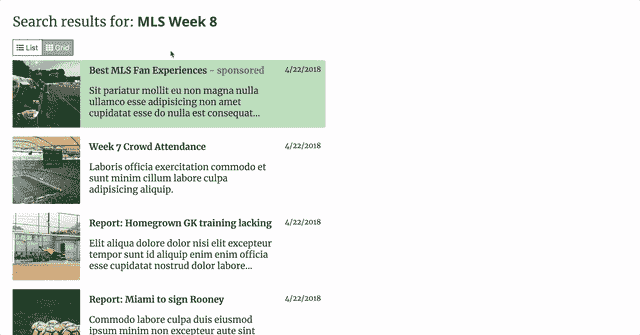 Search results for: MLS Week 8
List Grid
Best MLS Fan Experiences - sponsored 4/22/2018
Sit pariatur mollit eu non magna nulla
ullamco esse adipisicing non amet
cupidatat esse do nulla est consequat...
Week 7 Crowd Attendance 4/22/2018
Laboris officia exercitation commodo et
sunt minim cillum labore culpa
adipisicing aliquip.
Report: Homegrown GK training lacking 4/22/2018
Elit aliqua dolore dolor nisi elit excepteur
tempor sunt id aliquip enim enim officia
esse cupidatat nostrud dolor labore...
Report: Miami to sign Rooney 4/22/2018
Commodo labore culpa duis eiusmod
ipsum minim non excepteur aute sint